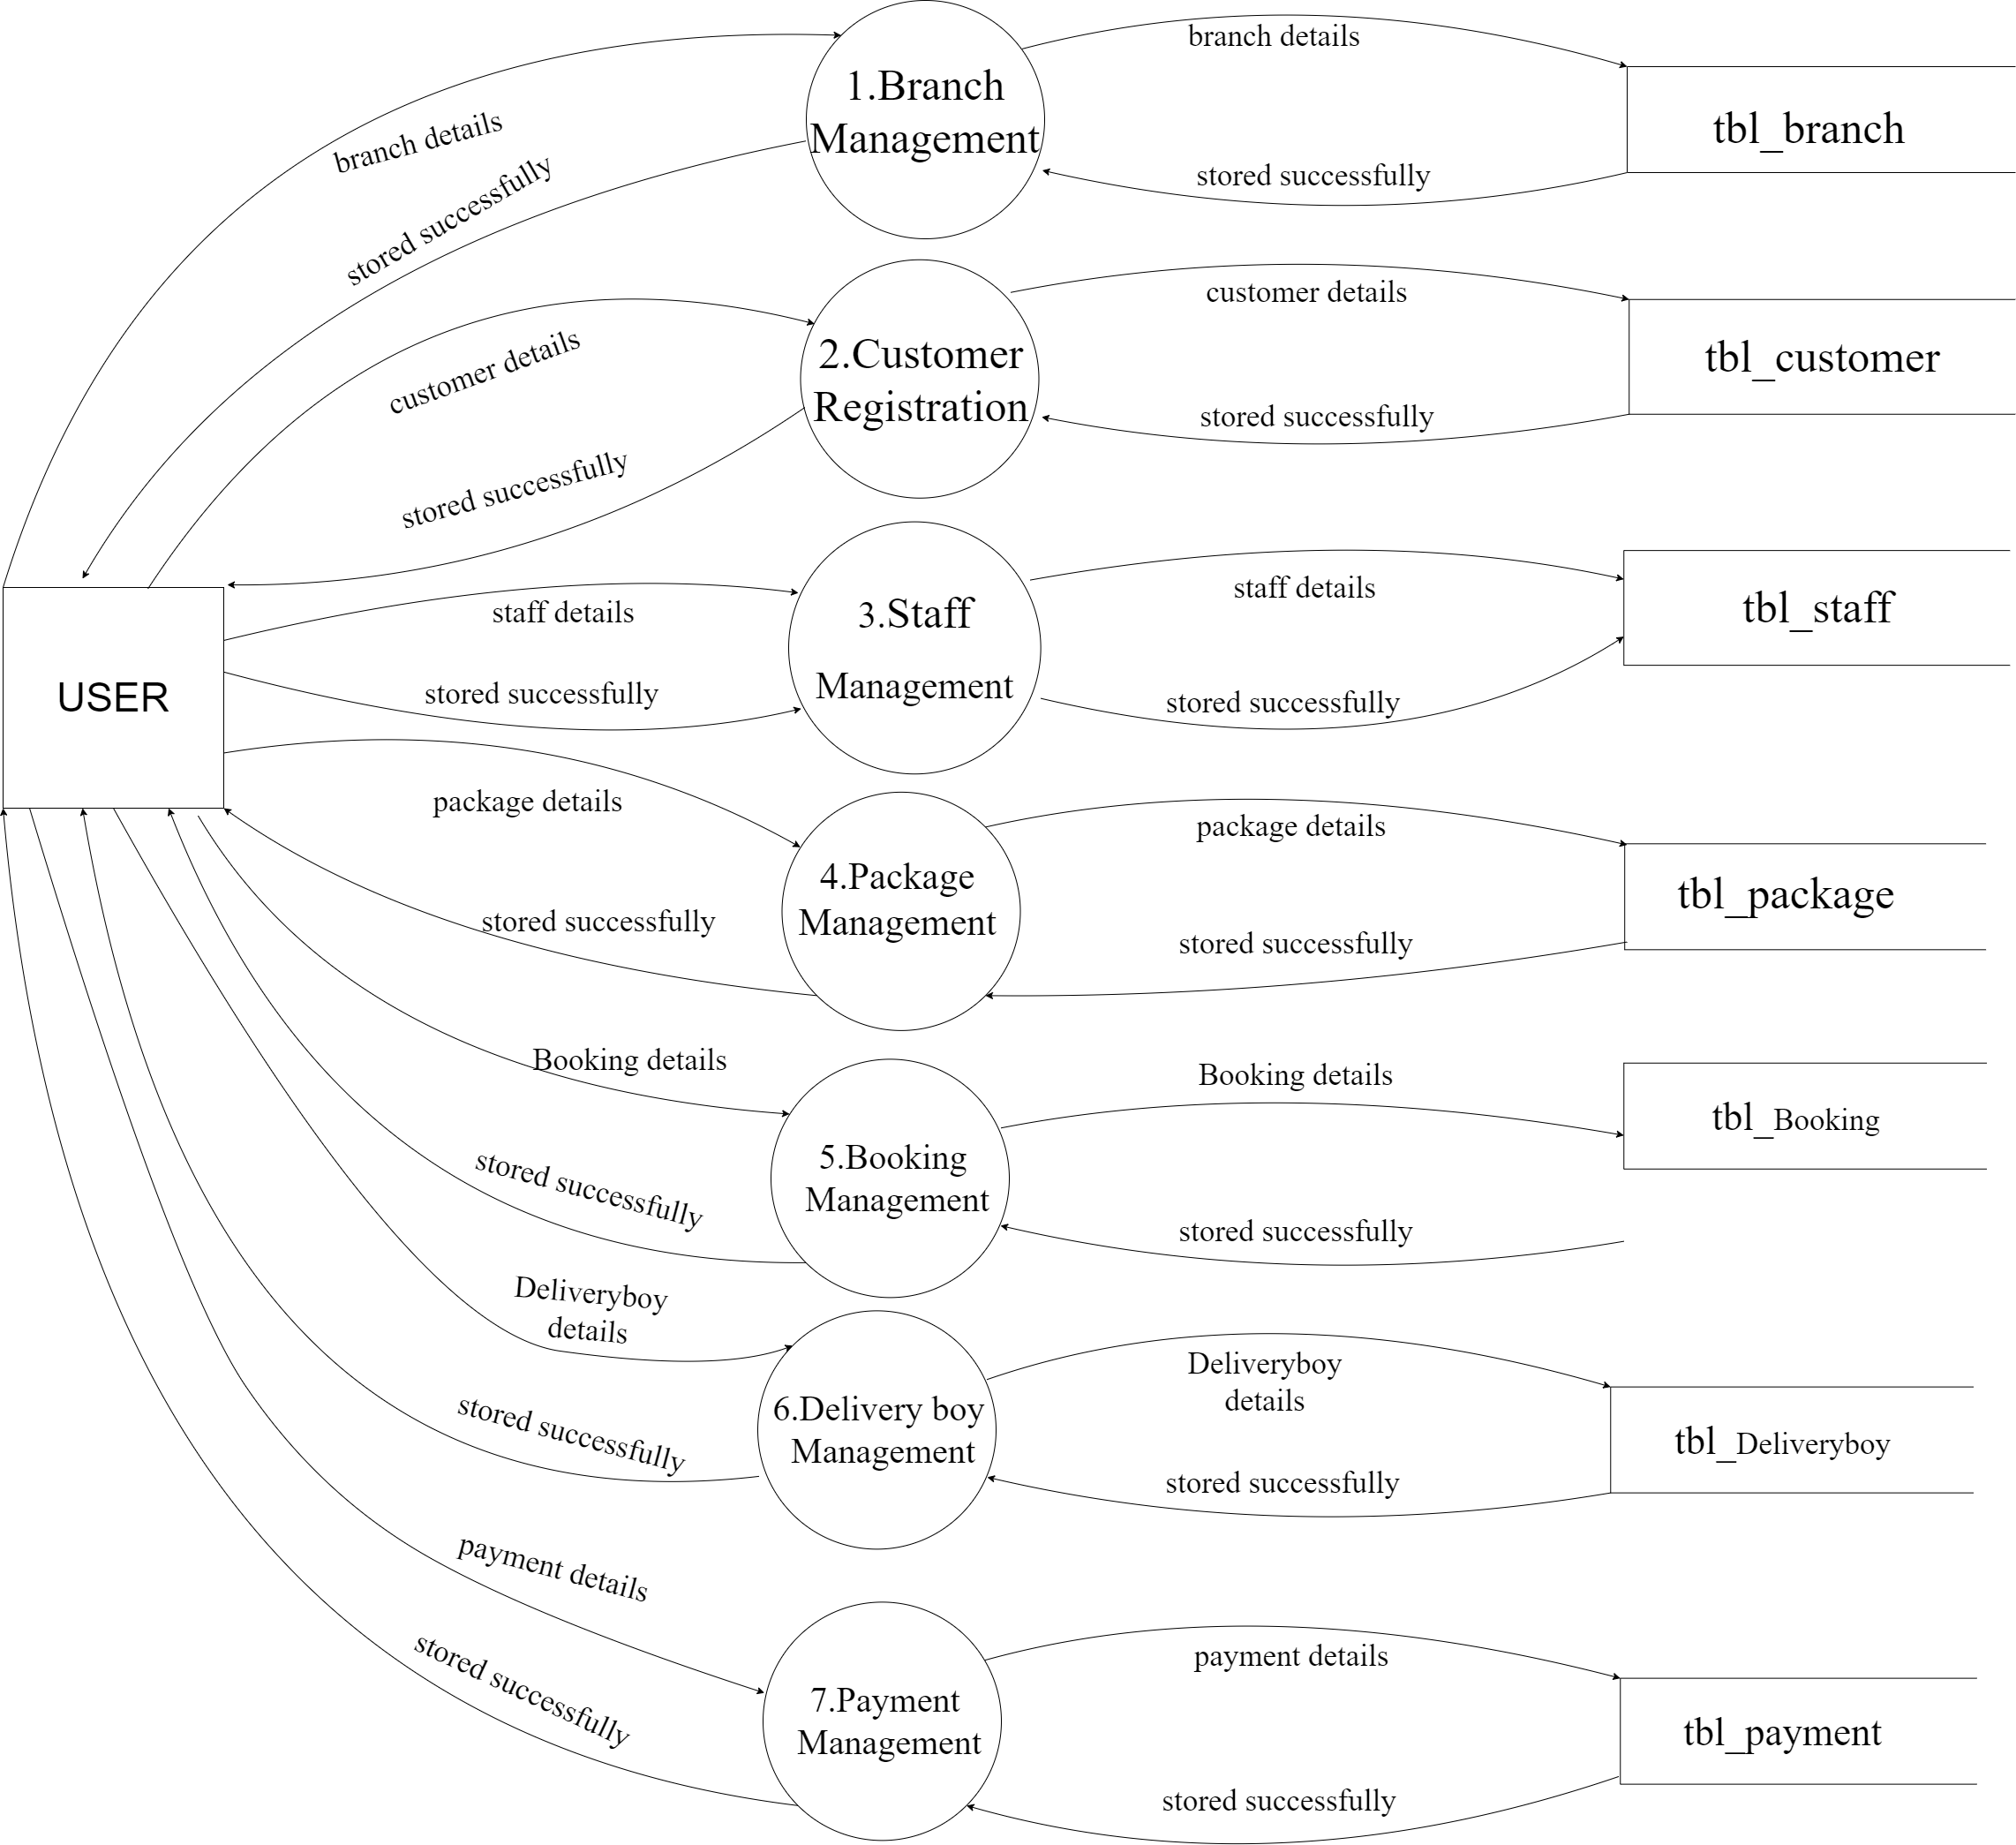 branch details
1.Branch
Management
branch details
tbl_branch
stored successfully
stored successfully
customer details
2.Customer
Registration
customer details
tbl_customer
stored successfully
stored successfully
USER
staff details
3.Staff
Management
staff details
tbl_staff
stored successfully
stored successfully
package details
4.Package
Management
package details
tbl_package
stored successfully
stored successfully
Booking details
5.Booking
Management
Booking details
tbl_Booking
stored successfully
stored successfully
Deliveryboy
details
6.Delivery boy
Management
Deliveryboy
details
tbl_Deliveryboy
stored successfully
stored successfully
payment details
7.Payment
Management
payment details
tbl_payment
stored successfully
stored successfully